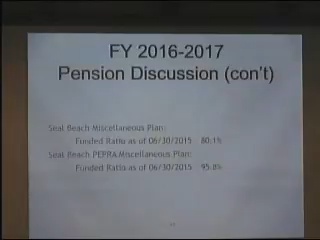 FY 2016-2017
Pension Discussion (con't)
Seal Beach Miscellaneous Plan:
Funded Ratio as of 06/30/2015 80.1%
Seal Beach PEPRA Miscellaneous Plan:
Funded Ratio as of 06/30/2015 95.8%